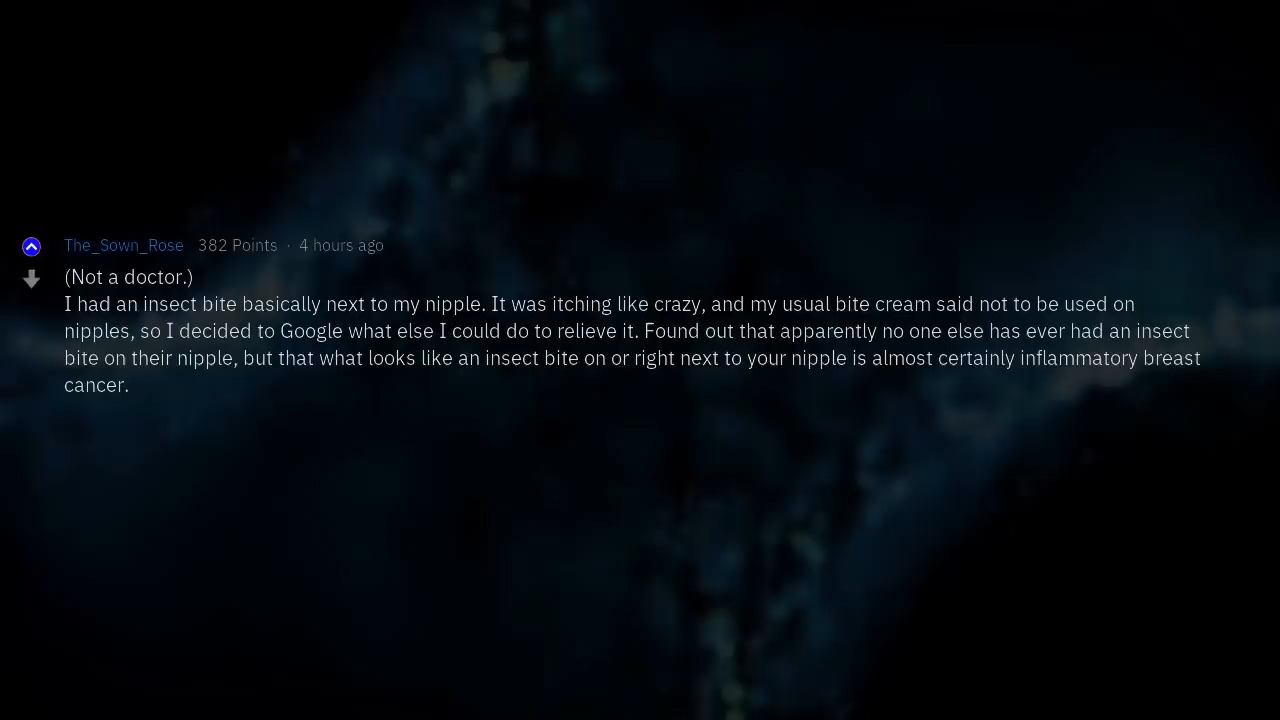 The_Sown_Rose 382 Points · 4 hours ago
(Not a doctor.)
I had an insect bite basically next to my nipple. It was itching like crazy, and my usual bite cream said not to be used on
nipples, so I decided to Google what else I could do to relieve it. Found out that apparently no one else has ever had an insect
bite on their nipple, but that what looks like an insect bite on or right next to your nipple is almost certainly inflammatory breast
cancer.